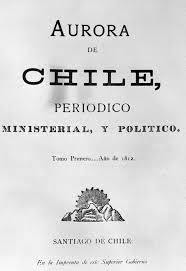 AURORA
DE
CHILE,
PERIODICO
MINISTERIAL, Y POLITICO.
Tomo Primero....Año de 1812.
SANTIAGO DE CHILE
En la Imprenta de este Superior Gobierno